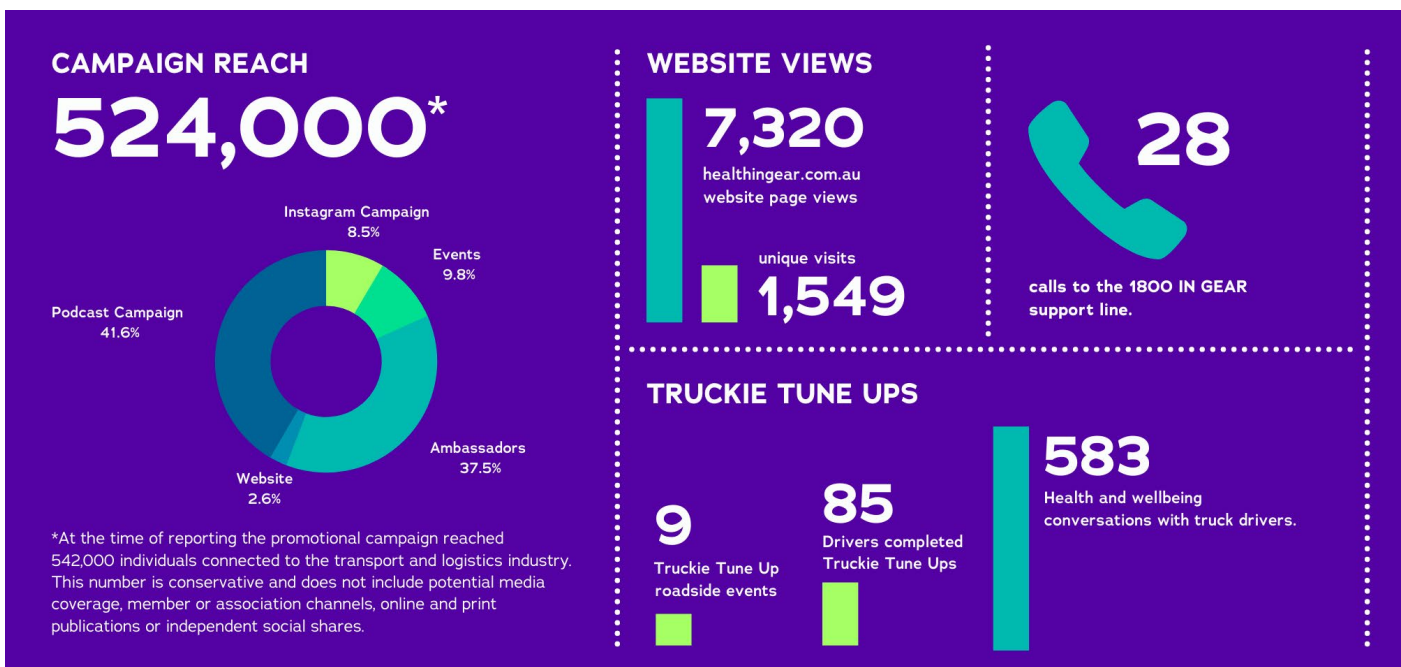 CAMPAIGN REACH
524,000*
Instagram Campaign
8.5%
Events
9.8%
Podcast Campaign
41.6%
Ambassadors
37.5%
Website
2.6%
*At the time of reporting the promotional campaign reached
542,000 individuals connected to the transport and logistics industry.
This number is conservative and does not include potential media
coverage, member or association channels, online and print
publications or independent social shares.
WEBSITE VIEWS
7,320
healthingear.com.au
website page views
unique visits
1,549
28
calls to the 1800 IN GEAR
support line.
TRUCKIE TUNE UPS
9
Truckie Tune Up
roadside events
85
Drivers completed
Truckie Tune Ups
583
Health and wellbeing
conversations with truck drivers.